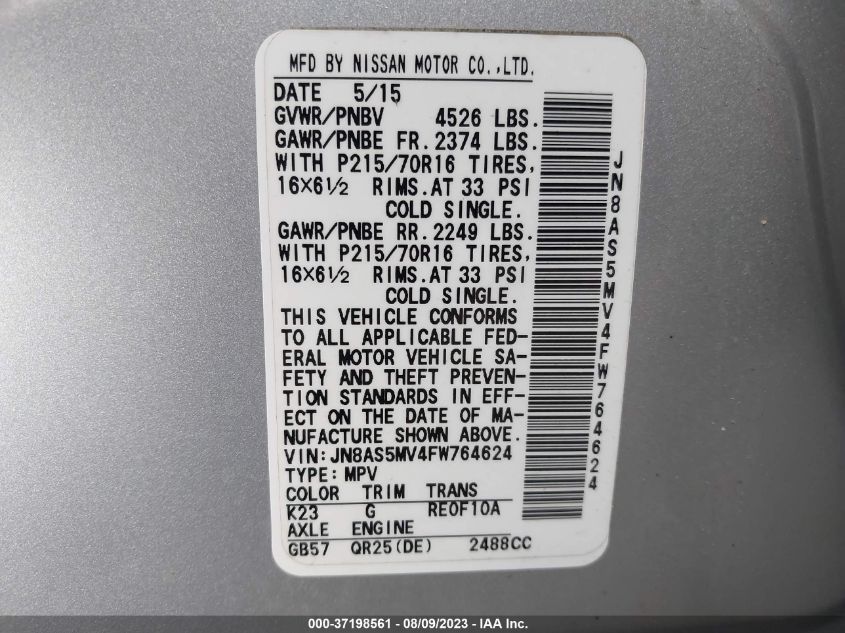 MFD BY NISSAN MOTOR CO.,LTD.
DATE 5/15
GVWR/PNBV 4526 LBS.
GAWR/PNBE FR. 2374 LBS.
WITH P215/70R16 TIRES,
16×6½ RIMS. AT 33 PSI
COLD SINGLE.
GAWR/PNBE RR. 2249 LBS.
WITH P215/70R16 TIRES,
16×6½ RIMS. AT 33 PSI
COLD SINGLE.
THIS VEHICLE CONFORMS
TO ALL APPLICABLE FED-
ERAL MOTOR VEHICLE SA-
FETY AND THEFT PREVEN-
TION STANDARDS IN EFF-
ECT ON THE DATE OF MA-
NUFACTURE SHOWN ABOVE.
VIN: JN8AS5MV4FW764624
TYPE: MPV
COLOR TRIM TRANS
K23 G RE0F10A
AXLE ENGINE
GB57 QR25(DE) 2488CC
JN8AS5MV4FW764624
000-37198561 - 08/09/2023 - IAA Inc.